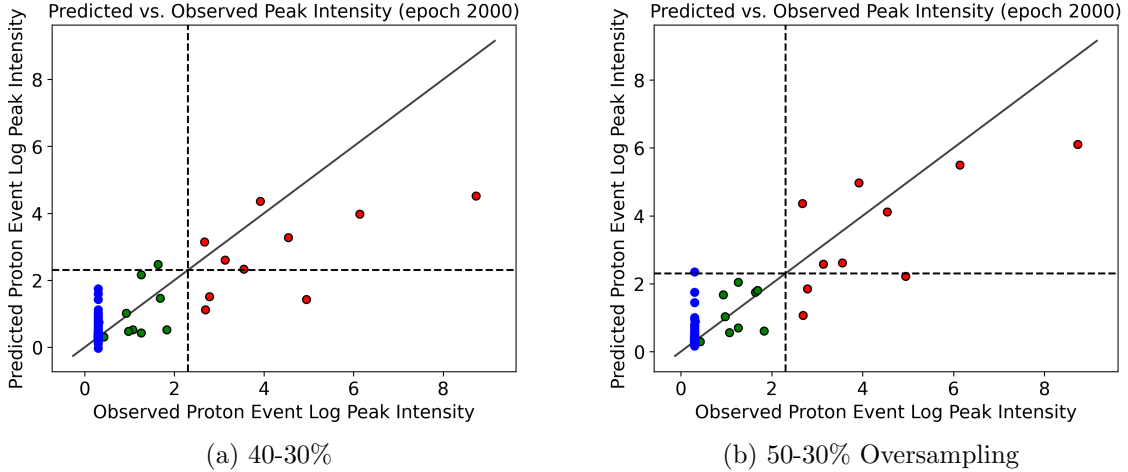 Predicted vs. Observed Peak Intensity (epoch 2000)
Predicted Proton Event Log Peak Intensity
8
6
4
2
0
0 2 4 6 8
Observed Proton Event Log Peak Intensity
(a) 40-30%
Predicted vs. Observed Peak Intensity (epoch 2000)
Predicted Proton Event Log Peak Intensity
8
6
4
2
0
0 2 4 6 8
Observed Proton Event Log Peak Intensity
(b) 50-30% Oversampling